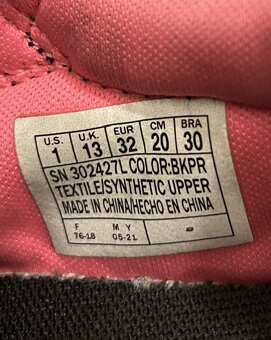 U.S. U.K. EUR CM BRA
1 13 32 20 30
SN 302427L COLOR:BKPR
TEXTILE/SYNTHETIC UPPER
MADE IN CHINA/HECHO EN CHINA
F M Y
76-18 05-21